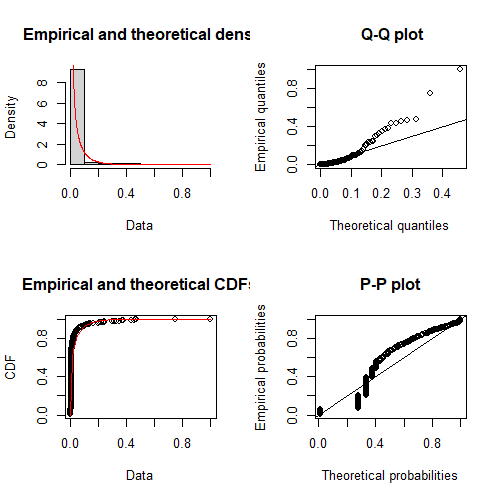 Empirical and theoretical dens
Density
0 2 4 6 8
0.0 0.4 0.8
Data
Q-Q plot
Empirical quantiles
0.0 0.4 0.8
0.0 0.1 0.2 0.3 0.4
Theoretical quantiles
Empirical and theoretical CDFs
CDF
0.0 0.4 0.8
0.0 0.4 0.8
Data
P-P plot
Empirical probabilities
0.0 0.4 0.8
0.0 0.4 0.8
Theoretical probabilities